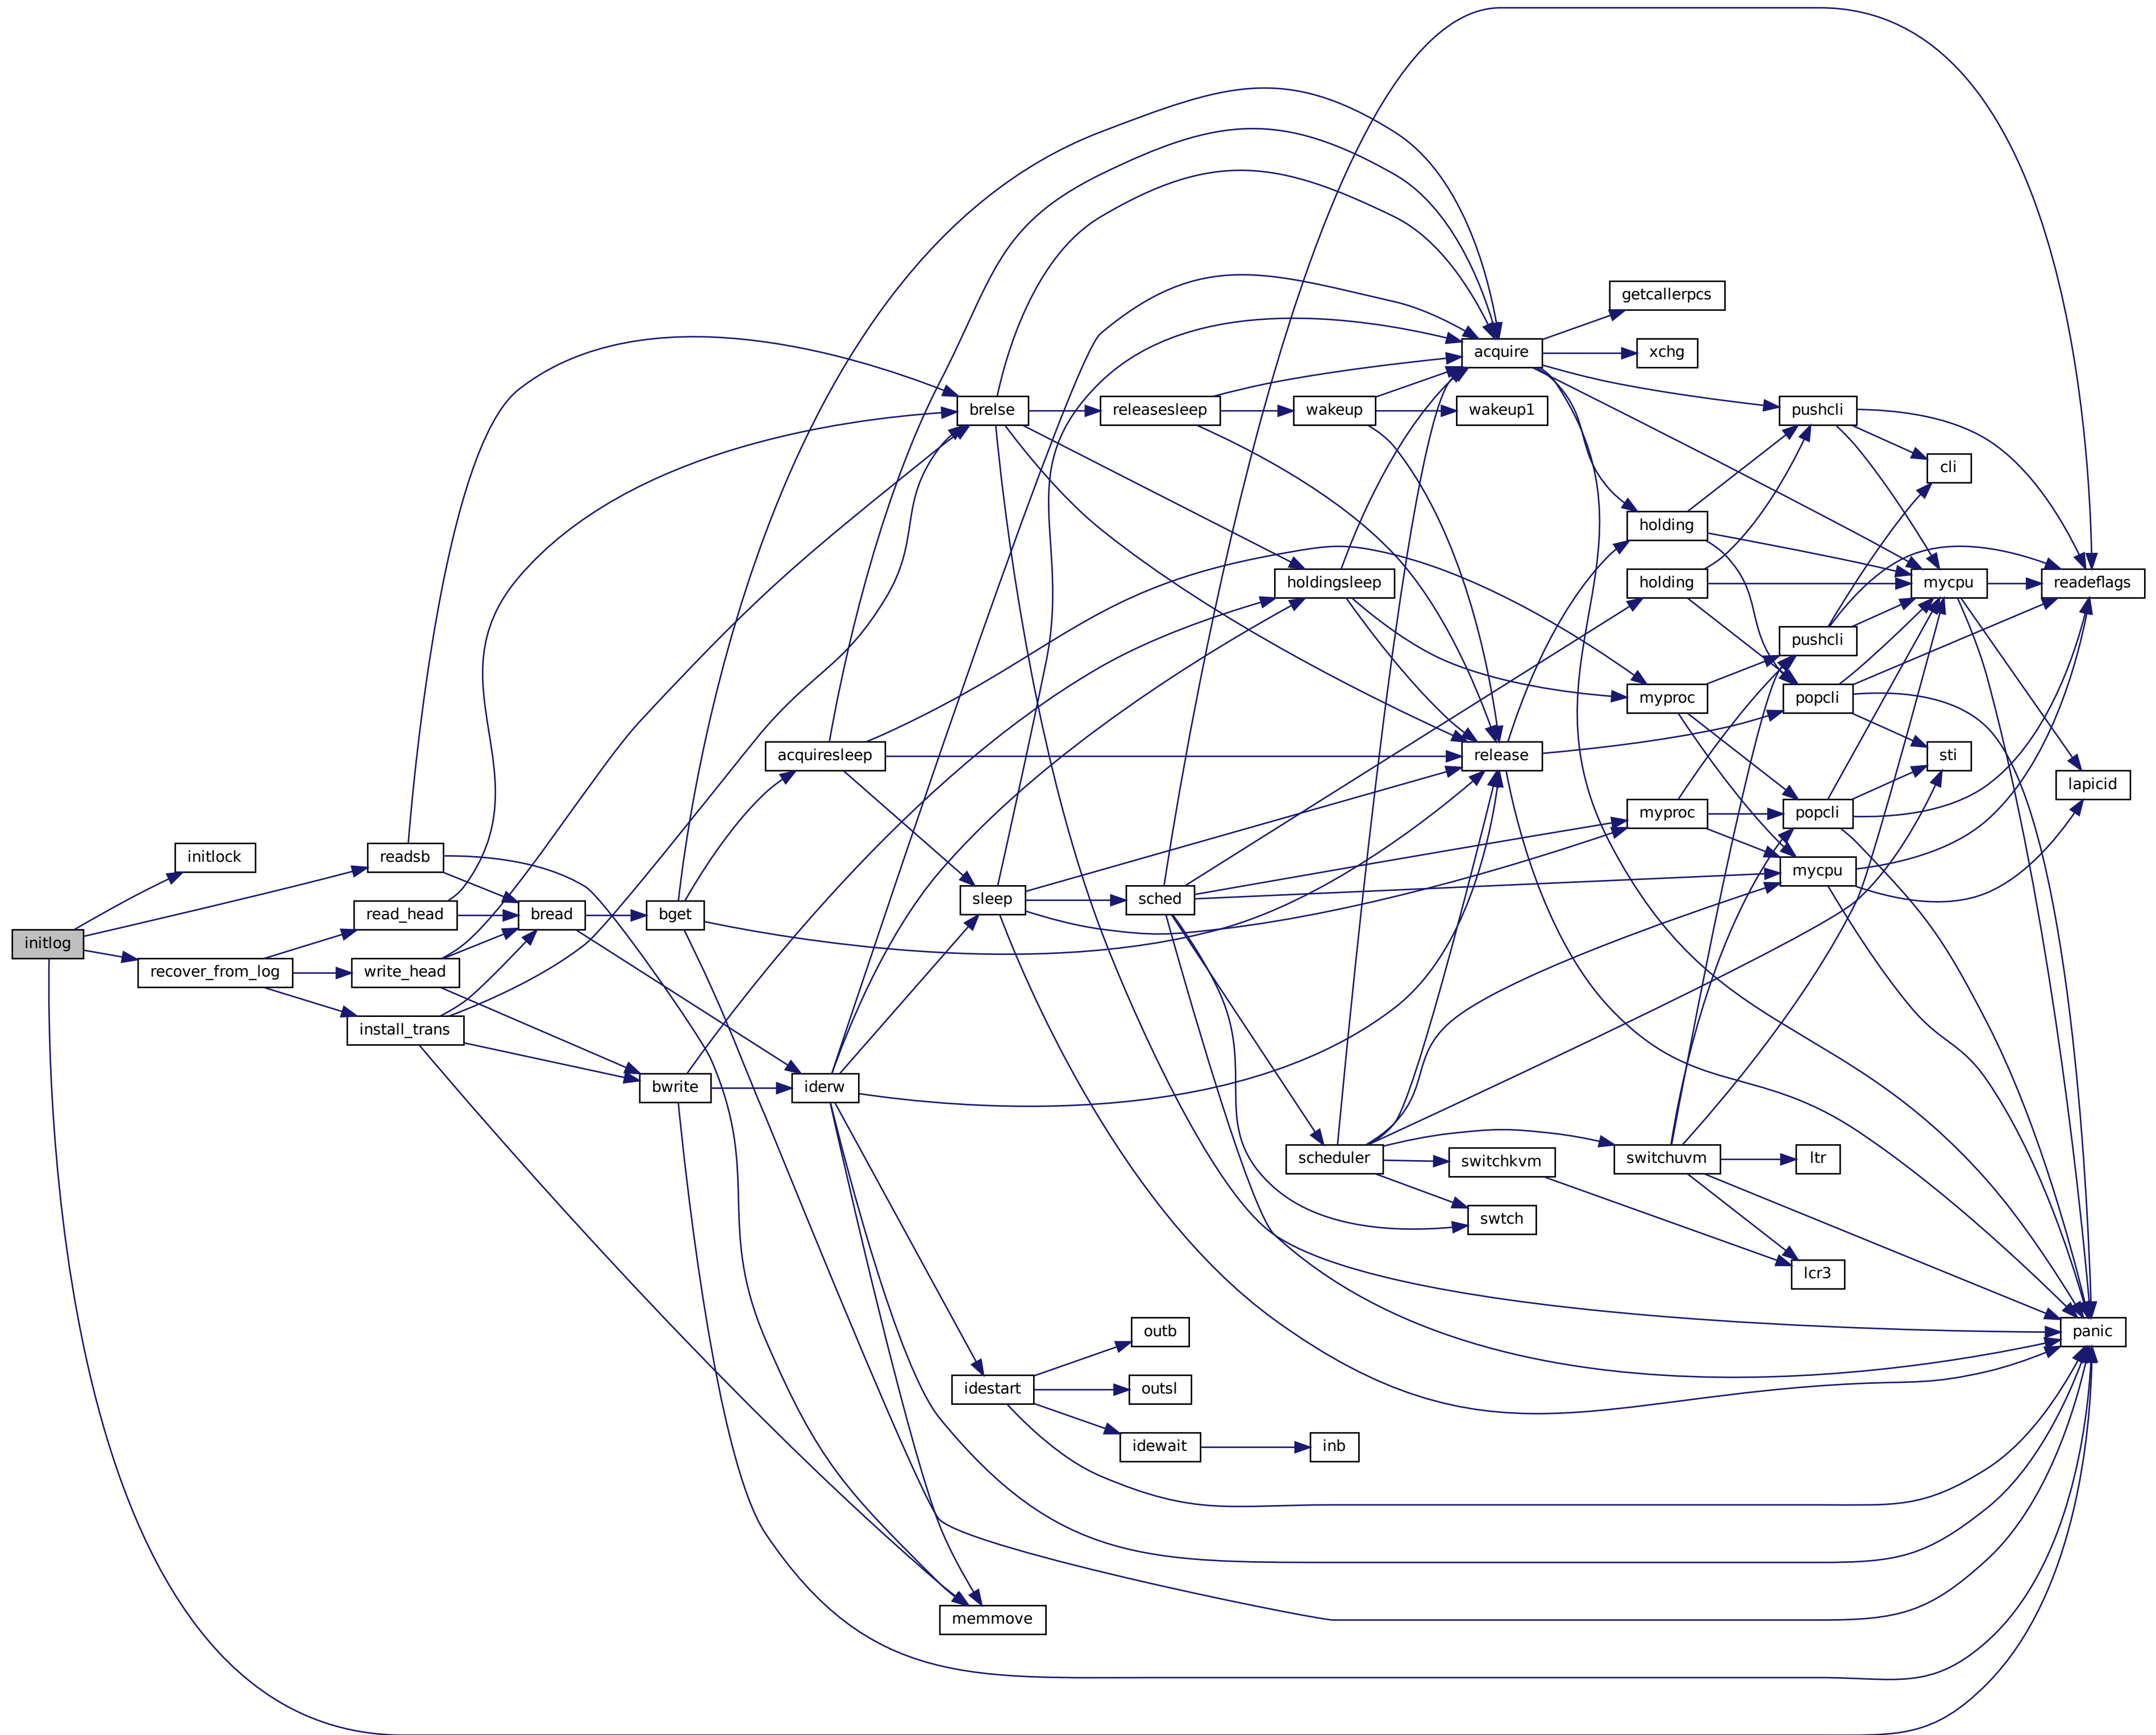 initlog
initlock
readsb
recover_from_log
read_head
write_head
install_trans
bread
bget
bwrite
acquiresleep
iderw
brelse
sleep
idestart
memmove
releasesleep
sched
outb
outsl
idewait
wakeup
holdingsleep
scheduler
inb
acquire
wakeup1
release
switchkvm
swtch
getcallerpcs
xchg
holding
holding
myproc
myproc
switchuvm
pushcli
pushcli
popcli
popcli
mycpu
ltr
lcr3
cli
mycpu
sti
readeflags
lapicid
panic